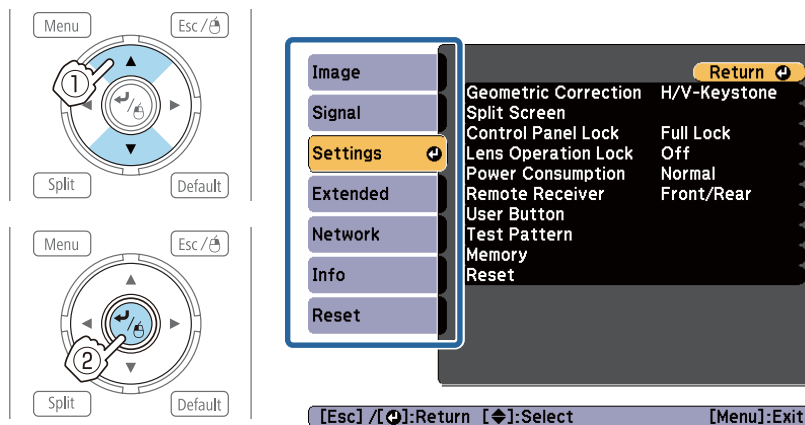 Menu
Esc/
1
Split
Default
Menu
Esc/
2
Split
Default
Image
Signal
Settings
Extended
Network
Info
Reset
Return
Geometric Correction H/V-Keystone
Split Screen
Control Panel Lock Full Lock
Lens Operation Lock Off
Power Consumption Normal
Remote Receiver Front/Rear
User Button
Test Pattern
Memory
Reset
[Esc] /[ ]:Return [ ]:Select [Menu]:Exit